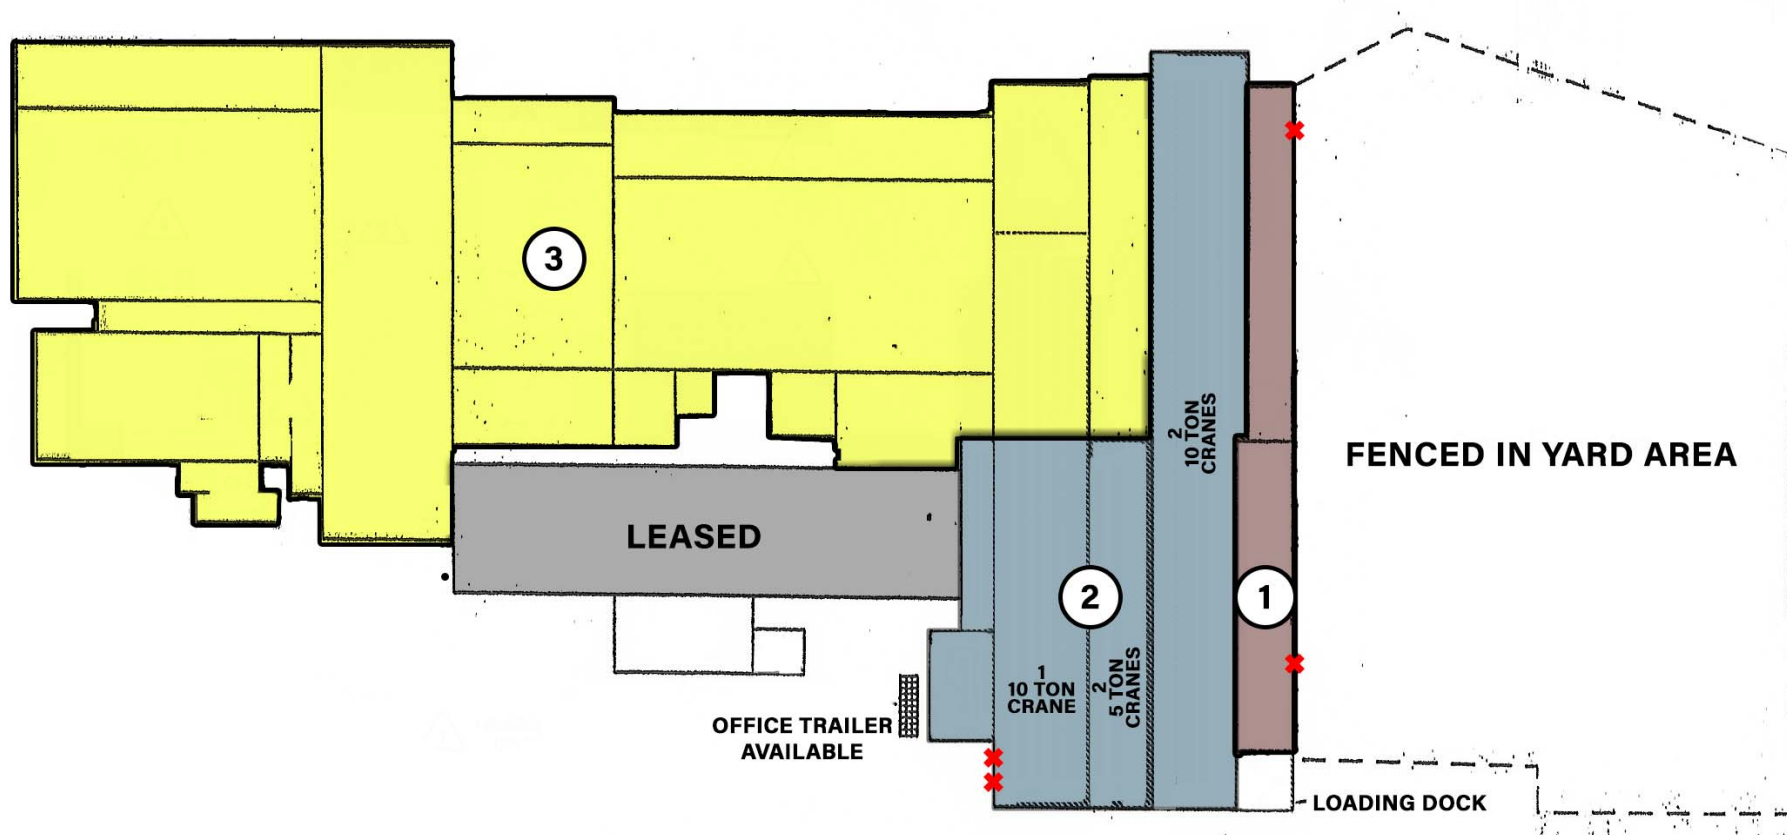 3
2
10 TON
CRANES
FENCED IN YARD AREA
LEASED
2
1
1
10 TON
CRANE
2
5 TON
CRANES
OFFICE TRAILER
AVAILABLE
LOADING DOCK